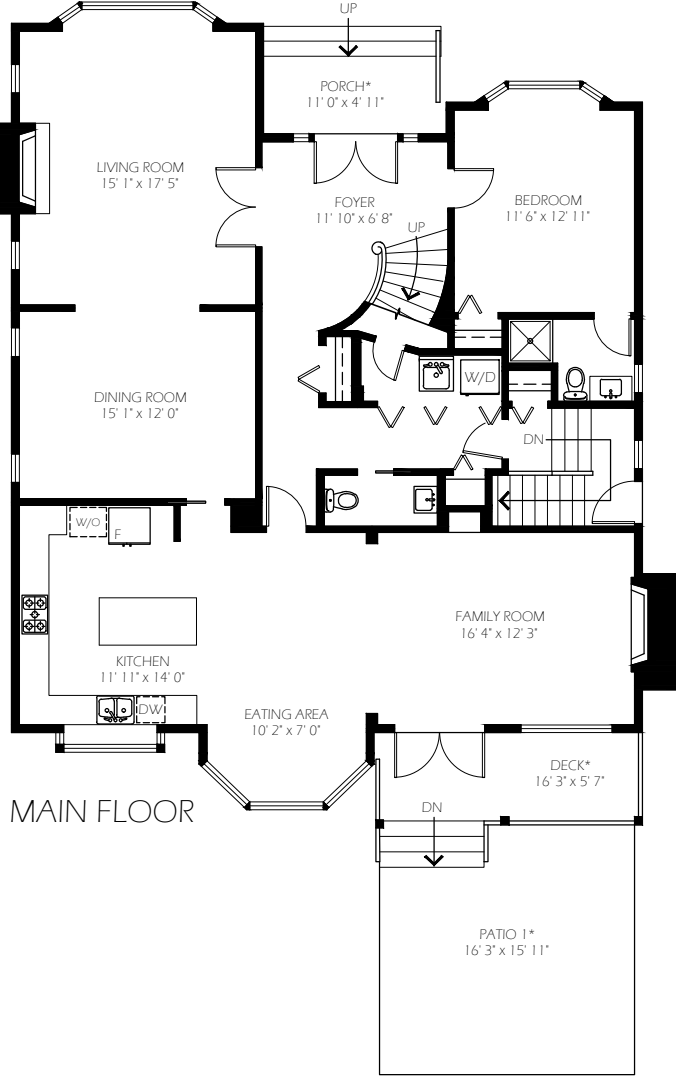 UP
PORCH*
11' 0" x 4' 11"
LIVING ROOM
15' 1" x 17' 5"
FOYER
11' 10" x 6' 8"
BEDROOM
11' 6" x 12' 11"
UP
W/D
DINING ROOM
15' 1" x 12' 0"
DN
W/O
F
FAMILY ROOM
16' 4" x 12' 3"
KITCHEN
11' 11" x 14' 0"
DW
EATING AREA
10' 2" x 7' 0"
DECK*
16' 3" x 5' 7"
MAIN FLOOR
DN
PATIO 1*
16' 3" x 15' 11"